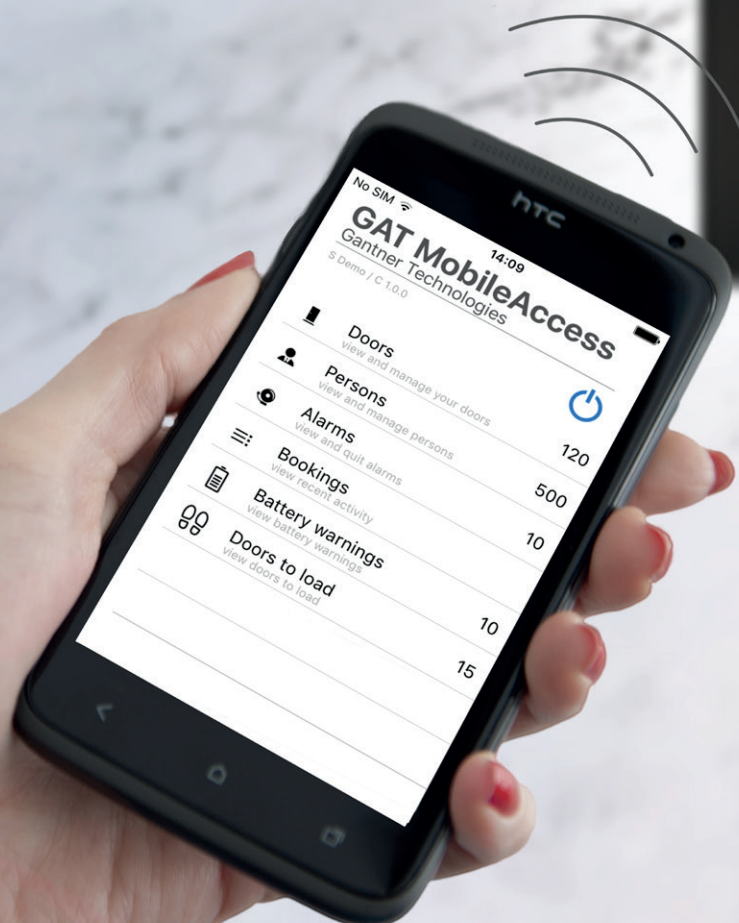 hTC
No SIM 14:09
GAT MobileAccess
Gantner Technologies
S Demo / C 1.0.0
Doors 120
view and manage your doors
Persons 500
view and manage persons
Alarms 10
view and quit alarms
Bookings
view recent activity
Battery warnings 10
view battery warnings
Doors to load 15
view doors to load